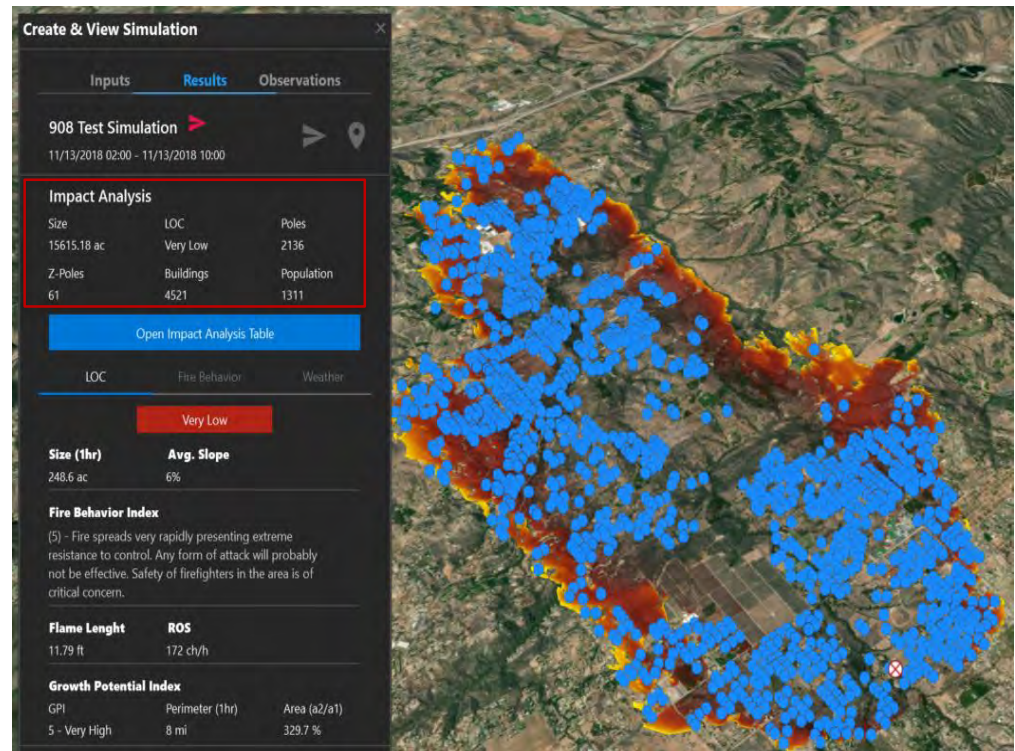 Create & View Simulation
Inputs Results Observations
908 Test Simulation
11/13/2018 02:00 - 11/13/2018 10:00
Impact Analysis
Size LOC Poles
15615.18 ac Very Low 2136
Z-Poles Buildings Population
61 4521 1311
Open Impact Analysis Table
LOC Fire Behavior Weather
Very Low
Size (1hr) Avg. Slope
248.6 ac 6%
Fire Behavior Index
(5) - Fire spreads very rapidly presenting extreme
resistance to control. Any form of attack will probably
not be effective. Safety of firefighters in the area is of
critical concern.
Flame Lenght ROS
11.79 ft 172 ch/h
Growth Potential Index
GPI Perimeter (1hr) Area (a2/a1)
5 - Very High 8 mi 329.7 %